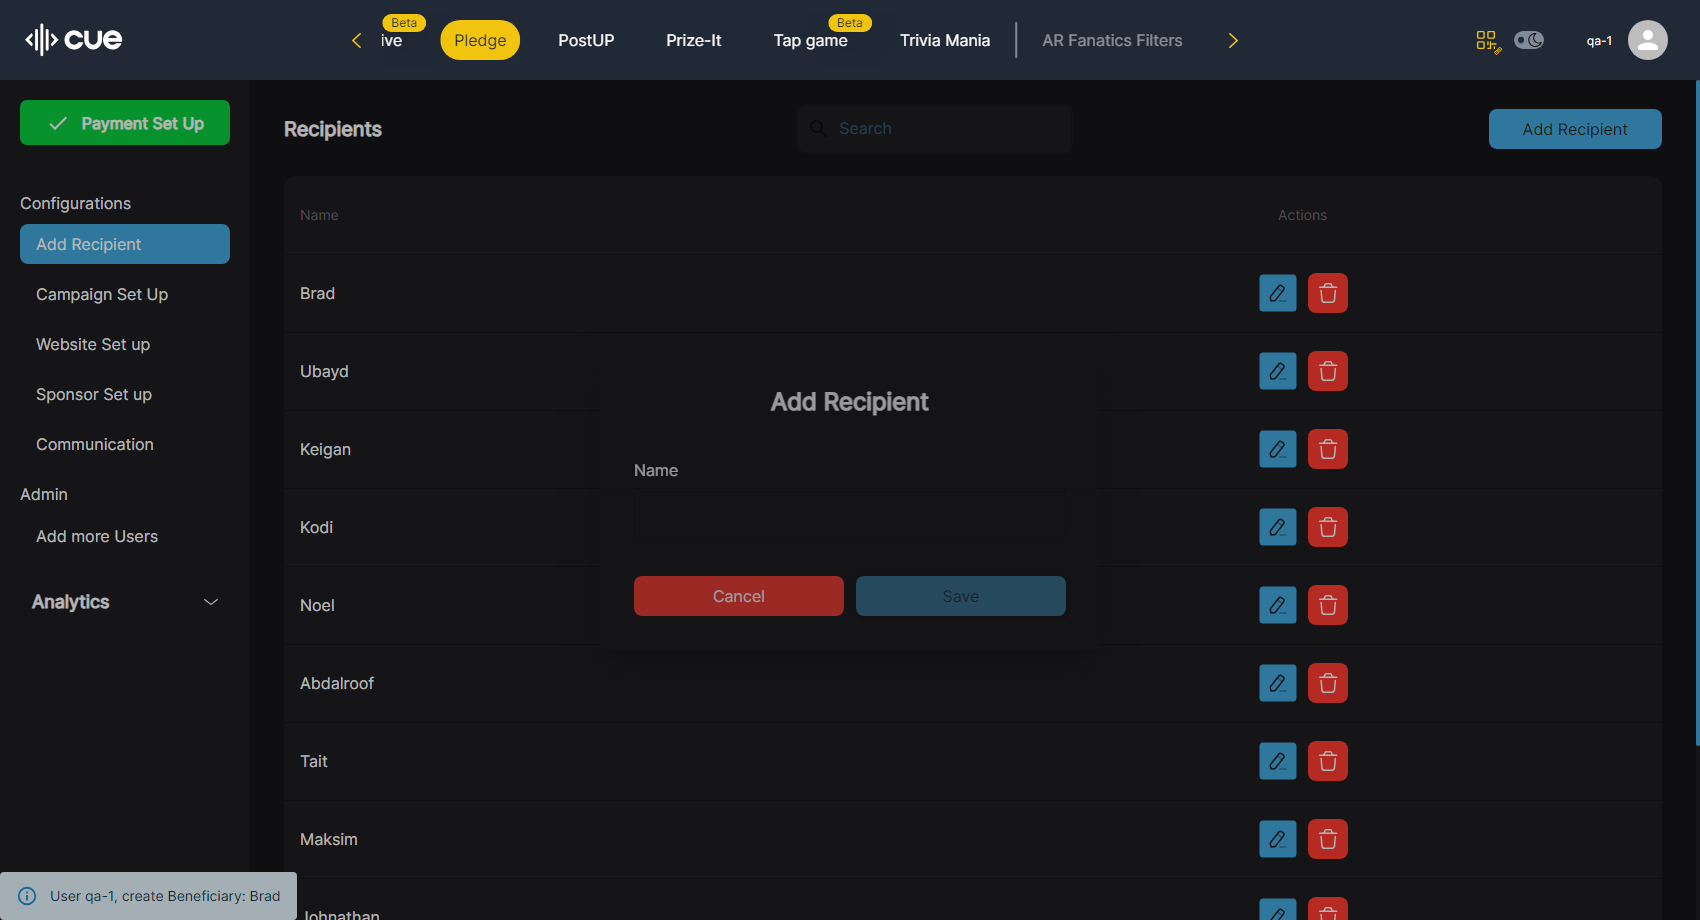 cue
ive
Beta
Pledge
PostUP
Prize-It
Tap game
Beta
Trivia Mania
AR Fanatics Filters
qa-1
Payment Set Up
Configurations
Add Recipient
Campaign Set Up
Website Set up
Sponsor Set up
Communication
Admin
Add more Users
Analytics
Recipients
Search
Add Recipient
Name
Actions
Brad
Ubayd
Keigan
Kodi
Noel
Abdalroof
Tait
Maksim
Johnathan
Add Recipient
Name
Cancel
Save
User qa-1, create Beneficiary: Brad